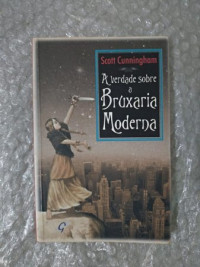 Scott Cunningham
A verdade sobre
a
Bruxaria
Moderna